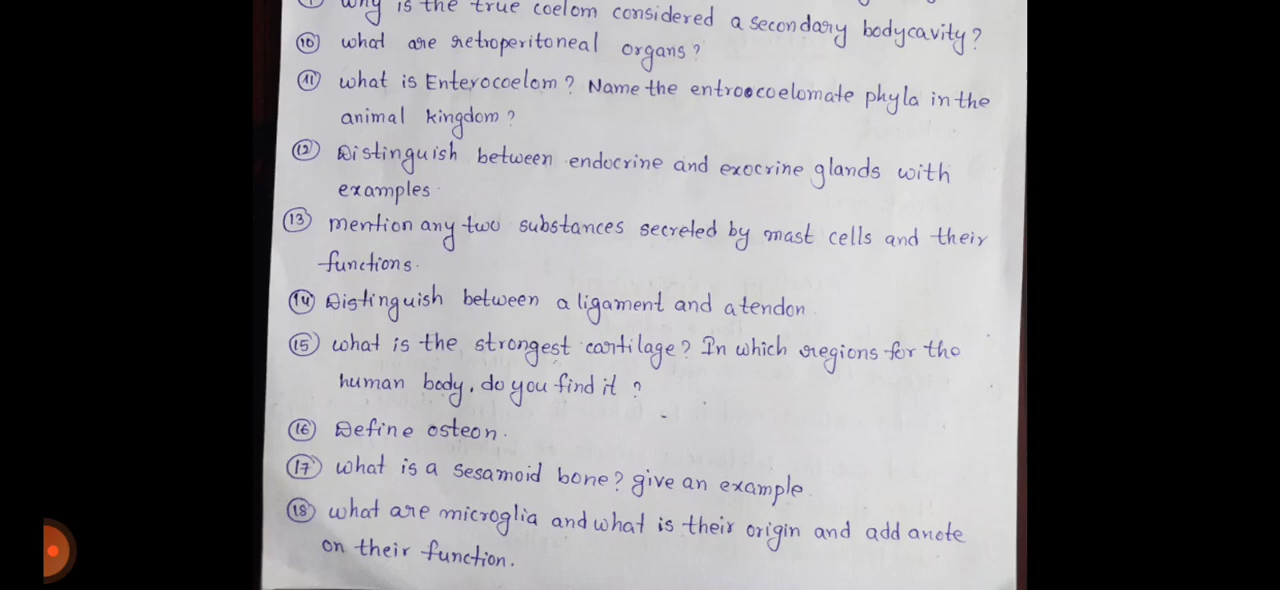 why is the true coelom considered a secondary bodycavity?
10 what are retroperitoneal organs?
11 what is Enterocoelom? Name the entroocoelomate phyla in the
animal kingdom?
12 Distinguish between endocrine and exocrine glands with
examples.
13 mention any two substances secreted by mast cells and their
functions.
14 Distinguish between a ligament and a tendon.
15 what is the strongest cartilage? In which regions for the
human body, do you find it?
16 Define osteon.
17 what is a sesamoid bone? give an example.
18 what are microglia and what is their origin and add a note
on their function.